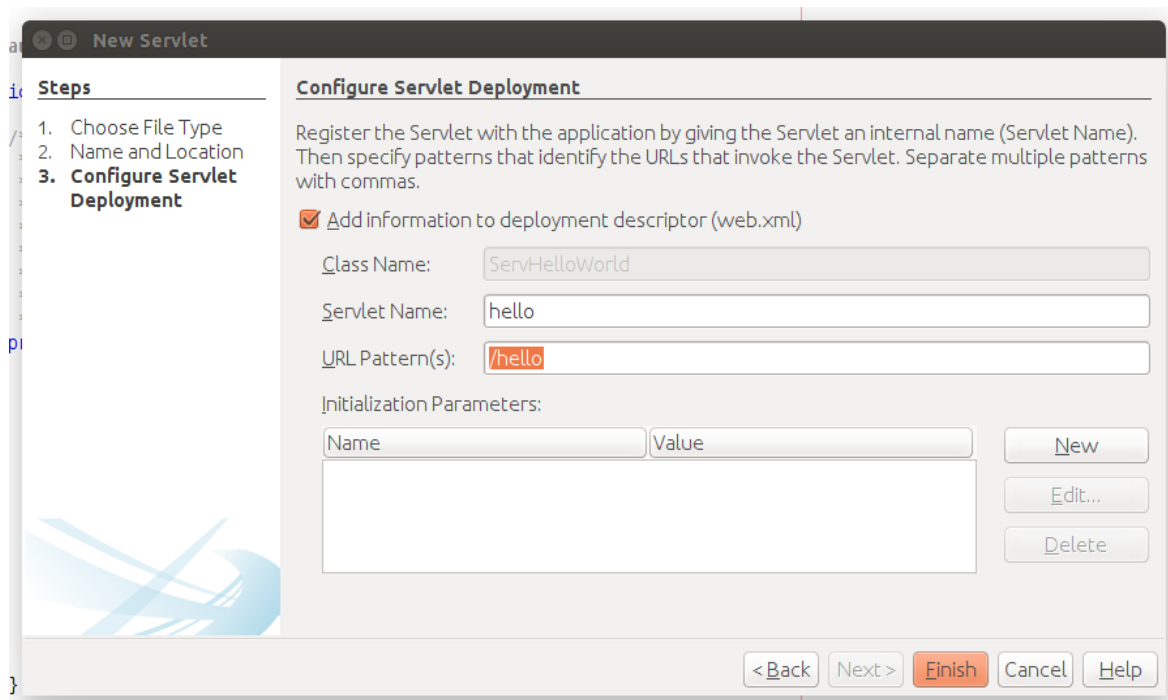 New Servlet
Steps
1. Choose File Type
2. Name and Location
3. Configure Servlet
Deployment
Configure Servlet Deployment
Register the Servlet with the application by giving the Servlet an internal name (Servlet Name).
Then specify patterns that identify the URLs that invoke the Servlet. Separate multiple patterns
with commas.
Add information to deployment descriptor (web.xml)
Class Name: ServHelloWorld
Servlet Name: hello
URL Pattern(s): /hello
Initialization Parameters:
Name Value
New
Edit...
Delete
< Back Next > Finish Cancel Help
}